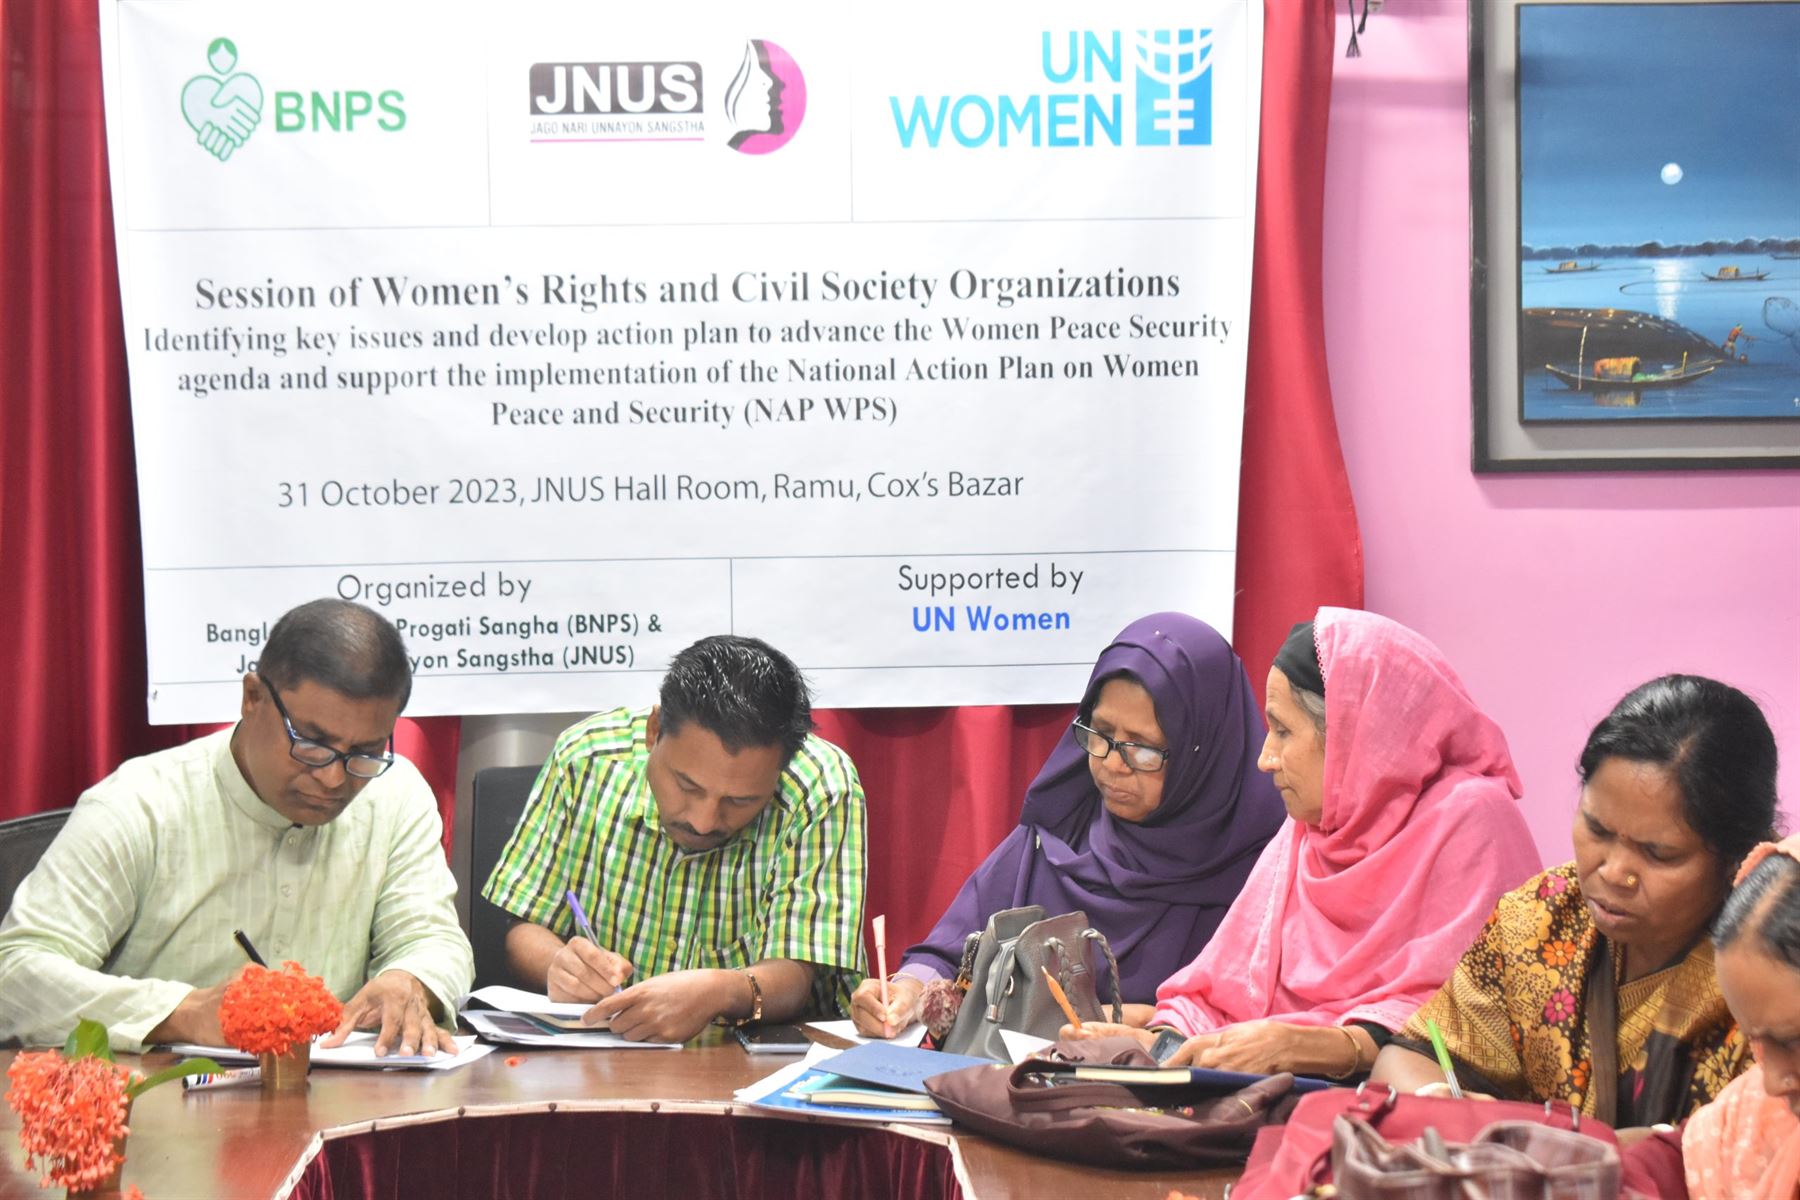 BNPS
JNUS
JAGO NARI UNNAYON SANGSTHA
UN
WOMEN
Session of Women's Rights and Civil Society Organizations
Identifying key issues and develop action plan to advance the Women Peace Security
agenda and support the implementation of the National Action Plan on Women
Peace and Security (NAP WPS)
31 October 2023, JNUS Hall Room, Ramu, Cox's Bazar
Organized by
Progati Sangha (BNPS) &
Sangstha (JNUS)
Supported by
UN Women